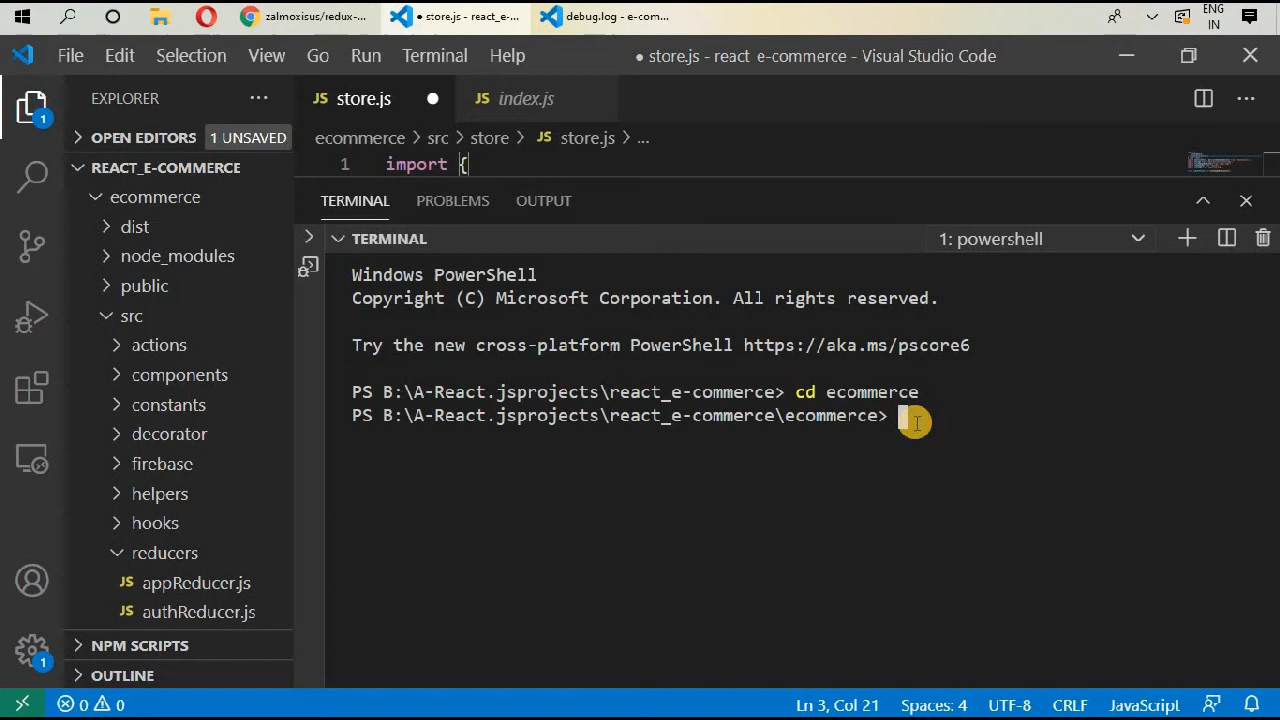 zalmoxisus/redux-...
● store.js - react_e-...
debug.log - e-com...
ENG
IN
File Edit Selection View Go Run Terminal Help
● store.js - react_e-commerce - Visual Studio Code
EXPLORER ...
JS store.js ●
JS index.js
1
OPEN EDITORS 1 UNSAVED
ecommerce > src > store > JS store.js > ...
REACT_E-COMMERCE
1 import {
ecommerce
TERMINAL PROBLEMS OUTPUT
dist
TERMINAL
1: powershell
node_modules
Windows PowerShell
public
Copyright (C) Microsoft Corporation. All rights reserved.
src
actions
Try the new cross-platform PowerShell https://aka.ms/pscore6
components
PS B:\A-React.jsprojects\react_e-commerce> cd ecommerce
constants
PS B:\A-React.jsprojects\react_e-commerce\ecommerce>
decorator
firebase
helpers
hooks
reducers
JS appReducer.js
JS authReducer.js
NPM SCRIPTS
1
OUTLINE
0 0
Ln 3, Col 21 Spaces: 4 UTF-8 CRLF JavaScript